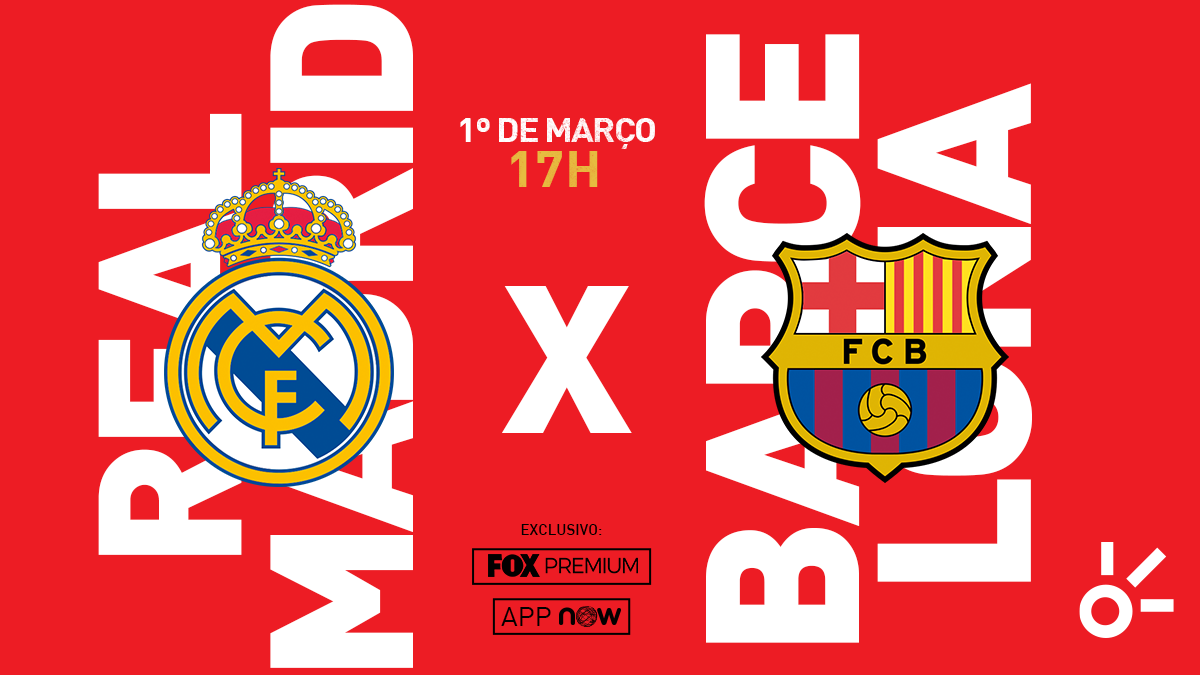 REAL
MADRID
1º DE MARÇO
17H
X
BARCE
LONA
FCB
EXCLUSIVO:
FOX PREMIUM
APP NOW